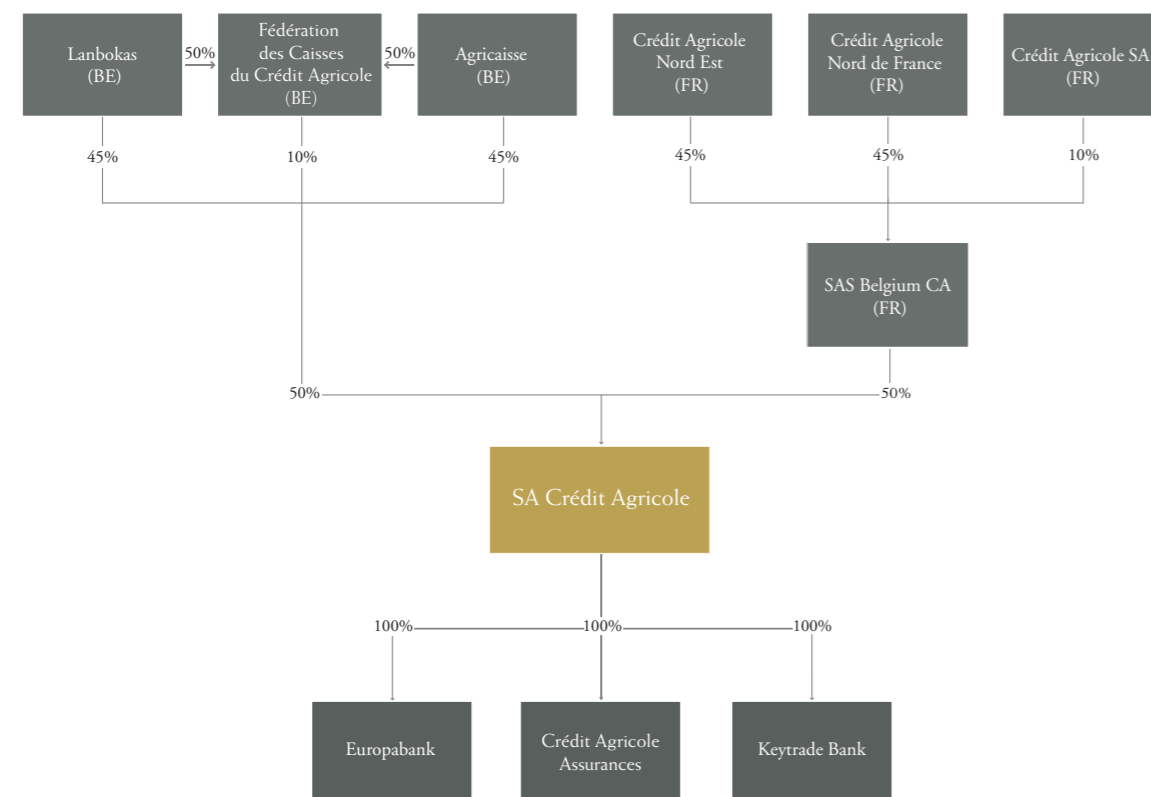 Lanbokas
(BE)
50%
Fédération
des Caisses
du Crédit Agricole
(BE)
50%
Agricaisse
(BE)
Crédit Agricole
Nord Est
(FR)
Crédit Agricole
Nord de France
(FR)
Crédit Agricole SA
(FR)
45%
10%
45%
45%
45%
10%
SAS Belgium CA
(FR)
50%
50%
SA Crédit Agricole
100%
100%
100%
Europabank
Crédit Agricole
Assurances
Keytrade Bank